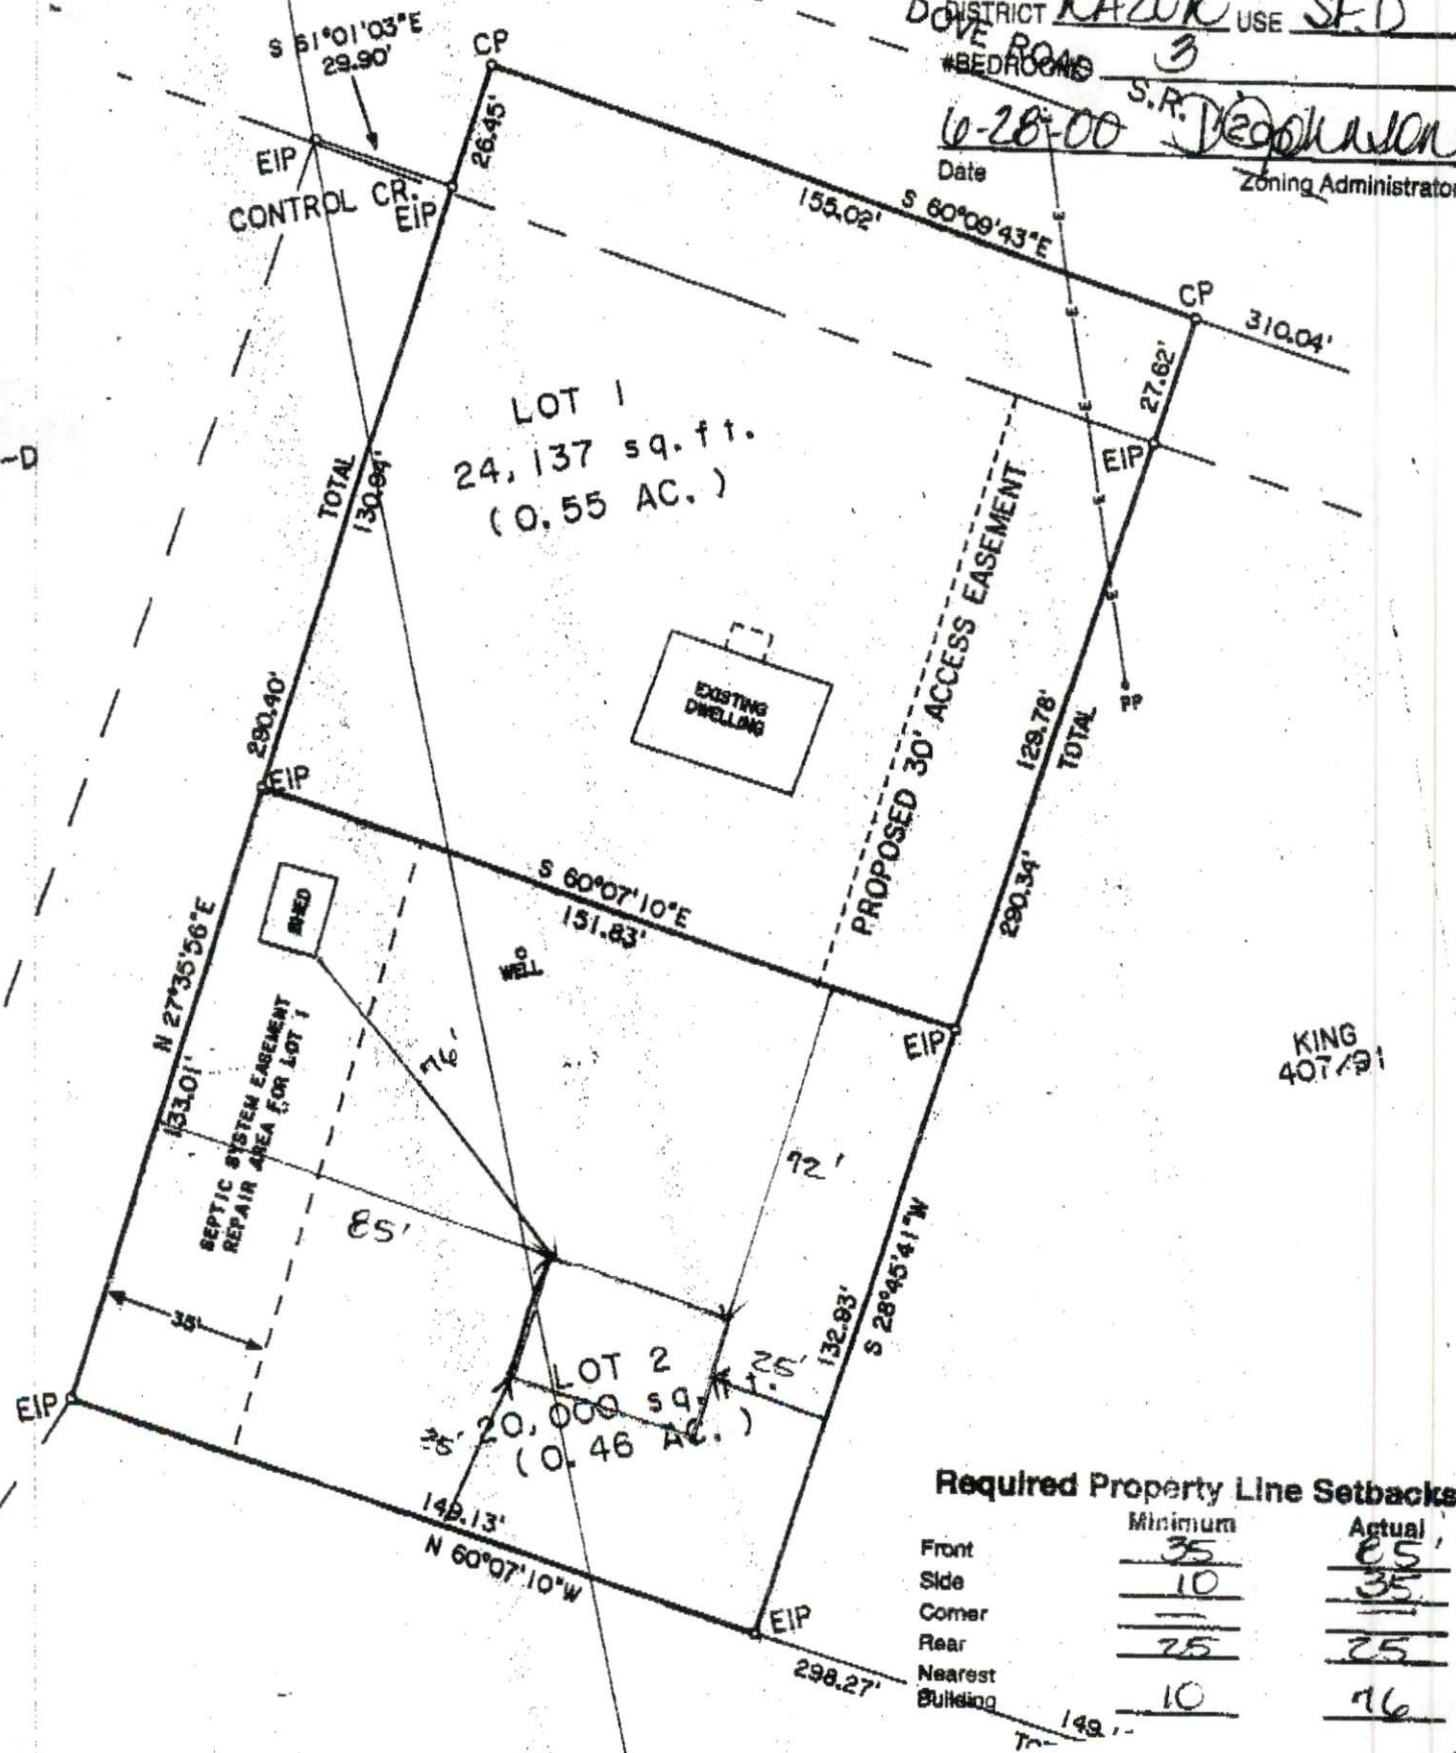 DISTRICT RA20R USE SFD
DOVE ROAD
#BEDROOMS 3
S.R.
6-28-00
Date
Zoning Administrator
S 61°01'03"E
29.90'
CP
26.45'
EIP
CONTROL CR.
EIP
155.02' S 60°09'43"E
CP
310.04'
27.62'
EIP
LOT 1
24,137 sq.ft.
(0.55 AC.)
-D
TOTAL
130.94'
290.40'
EXISTING
DWELLING
PROPOSED 30' ACCESS EASEMENT
PP
129.78'
TOTAL
290.34'
EIP
SHED
S 60°07'10"E
151.83'
WELL
EIP
KING
407/91
N 27°35'56"E
133.01'
SEPTIC SYSTEM EASEMENT
REPAIR AREA FOR LOT 1
76'
72'
85'
35'
132.93'
S 28°45'41"W
LOT 2
20,000 sq.ft.
(0.46 AC.)
25'
EIP
149.13'
N 60°07'10"W
EIP
298.27'
149.
Required Property Line Setbacks
Minimum Actual
Front 35 85'
Side 10 35
Corner — —
Rear 25 25
Nearest
Building 10 76